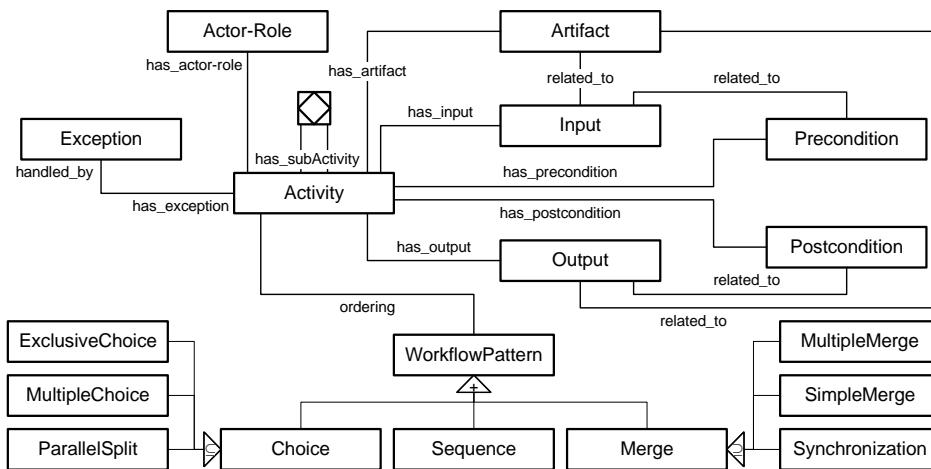 Actor-Role
Artifact
has_actor-role
has_artifact
related_to
related_to
has_input
Input
Exception
Precondition
handled_by
has_subActivity
has_precondition
Activity
has_exception
has_postcondition
has_output
Output
Postcondition
related_to
ordering
related_to
ExclusiveChoice
WorkflowPattern
MultipleMerge
+
MultipleChoice
SimpleMerge
ParallelSplit
∪
Choice
Sequence
Merge
∪
Synchronization